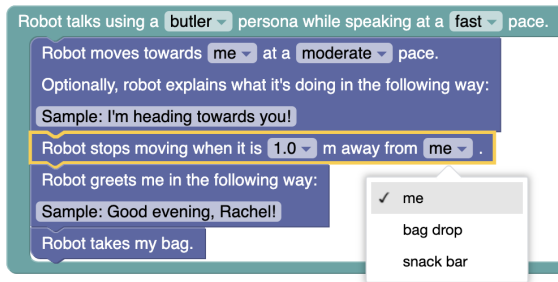 Robot talks using a butler persona while speaking at a fast pace.
Robot moves towards me at a moderate pace.
Optionally, robot explains what it's doing in the following way:
Sample: I'm heading towards you!
Robot stops moving when it is 1.0 m away from me .
Robot greets me in the following way:
Sample: Good evening, Rachel!
Robot takes my bag.
me
bag drop
snack bar